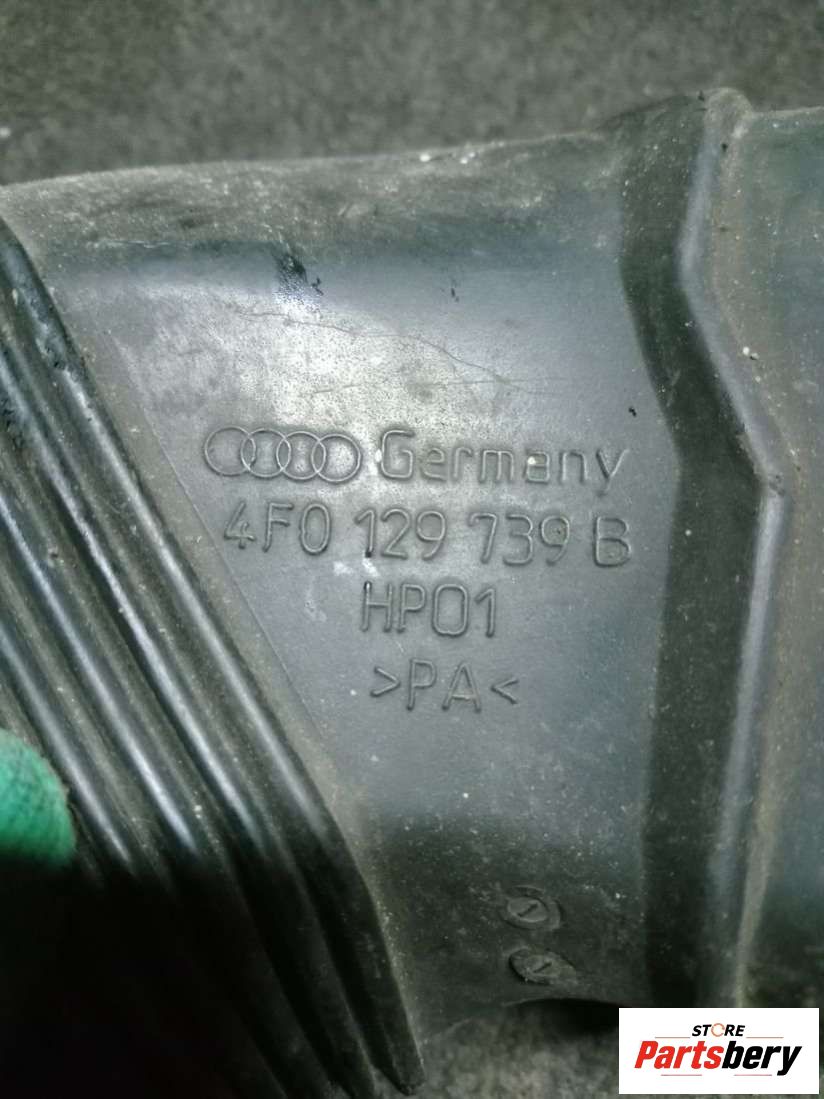 Germany
4F0 129 739 B
HP01
>PA<
STORE
Partsbery